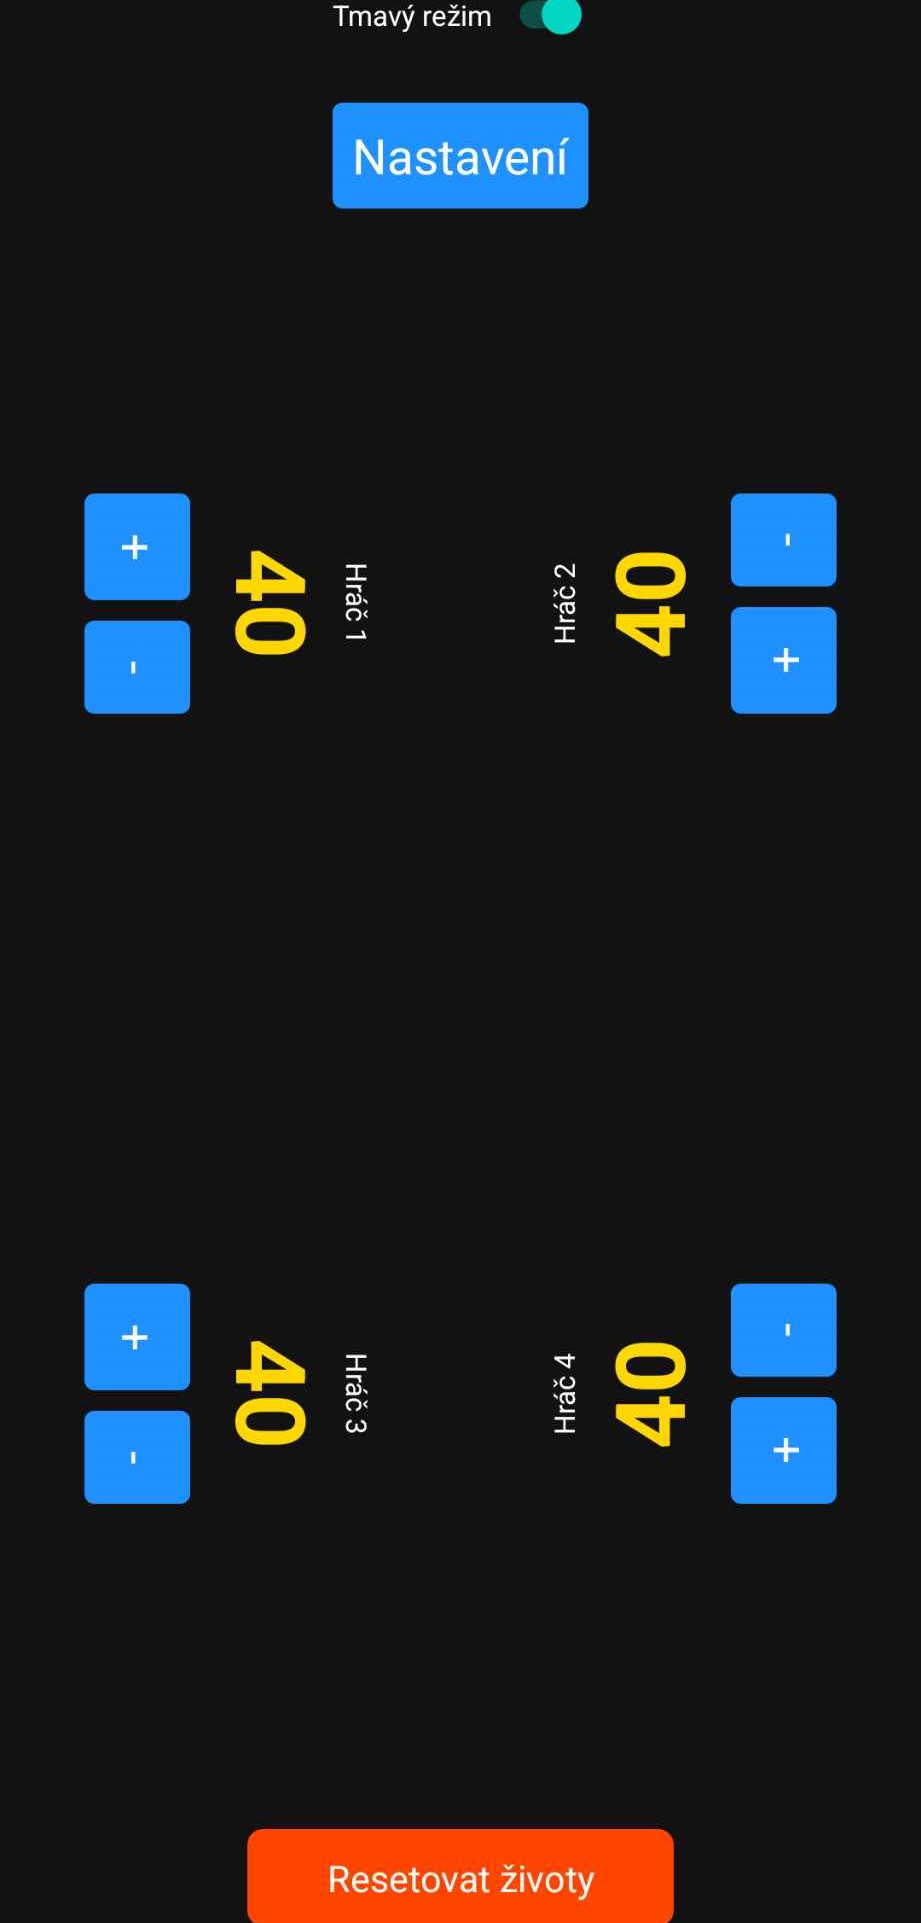 Tmavý režim
Nastavení
+
-
40
Hráč 1
Hráč 2
40
-
+
+
-
40
Hráč 3
Hráč 4
40
-
+
Resetovat životy